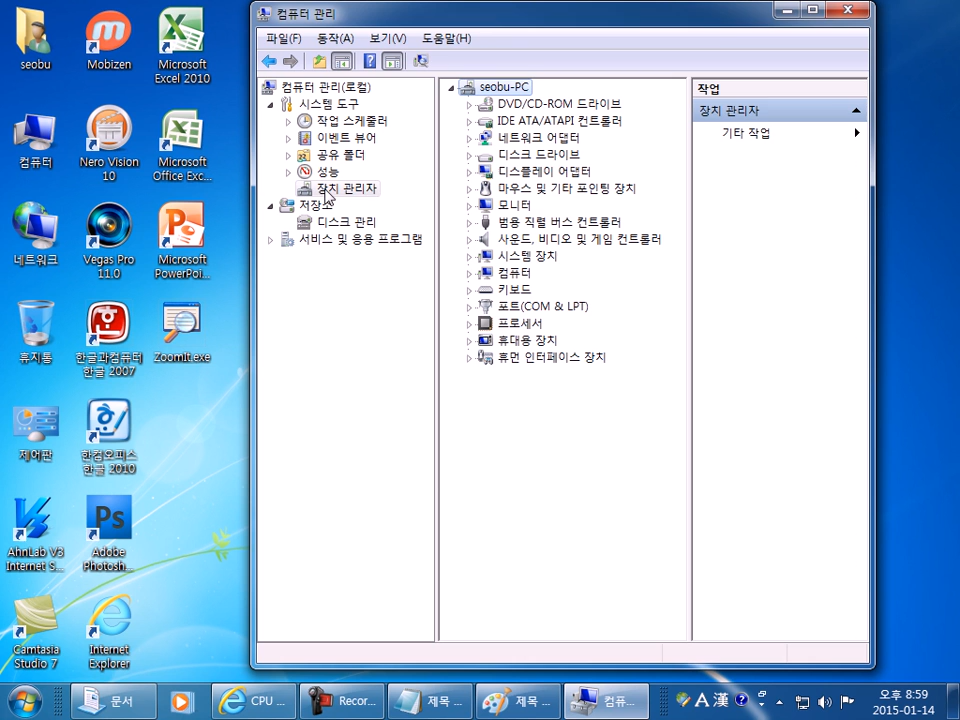 seobu
Mobizen
Microsoft
Excel 2010
컴퓨터
Nero Vision
10
Microsoft
Office Exc...
네트워크
Vegas Pro
11.0
Microsoft
PowerPoi...
휴지통
한글과컴퓨터
한글 2007
ZoomIt.exe
제어판
한컴오피스
한글 2010
AhnLab V3
Internet S...
Ps
Adobe
Photosh...
Camtasia
Studio 7
Internet
Explorer
컴퓨터 관리
파일(F) 동작(A) 보기(V) 도움말(H)
컴퓨터 관리(로컬)
시스템 도구
작업 스케줄러
이벤트 뷰어
공유 폴더
성능
장치 관리자
저장소
디스크 관리
서비스 및 응용 프로그램
seobu-PC
DVD/CD-ROM 드라이브
IDE ATA/ATAPI 컨트롤러
네트워크 어댑터
디스크 드라이브
디스플레이 어댑터
마우스 및 기타 포인팅 장치
모니터
범용 직렬 버스 컨트롤러
사운드, 비디오 및 게임 컨트롤러
시스템 장치
컴퓨터
키보드
포트(COM & LPT)
프로세서
휴대용 장치
휴먼 인터페이스 장치
작업
장치 관리자
기타 작업
문서
CPU ...
Recor...
제목 ...
제목 ...
컴퓨...
A 漢
오후 8:59
2015-01-14